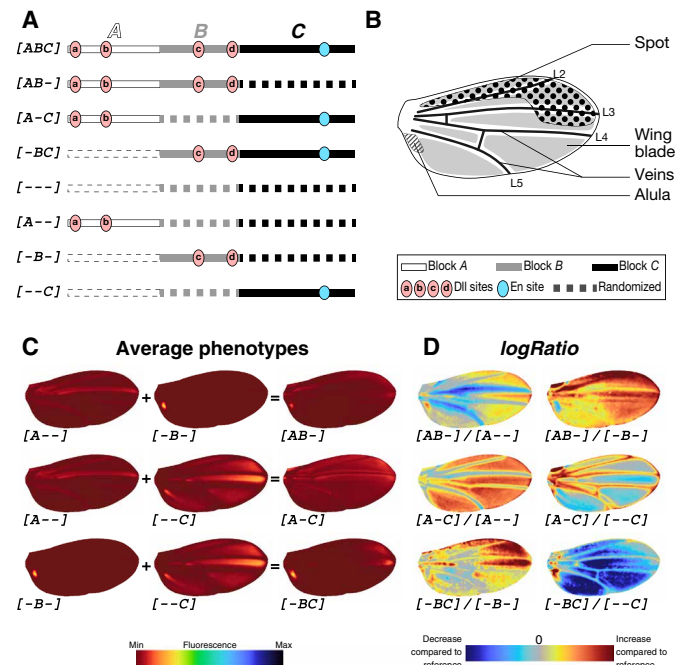 A
A B C
[ABC] a b c d
[AB-] a b c d
[A-C] a b
[-BC] c d
[---]
[A--] a b
[-B-] c d
[--C]
B
Spot
L2
L3
L4
Wing
blade
Veins
L5
Alula
Block A Block B Block C
a b c d Dll sites En site Randomized
C Average phenotypes
[A--] + [-B-] = [AB-]
[A--] + [--C] = [A-C]
[-B-] + [--C] = [-BC]
Min Fluorescence Max
D logRatio
[AB-]/[A--] [AB-]/[-B-]
[A-C]/[A--] [A-C]/[--C]
[-BC]/[-B-] [-BC]/[--C]
Decrease 0 Increase
compared to compared to
reference reference